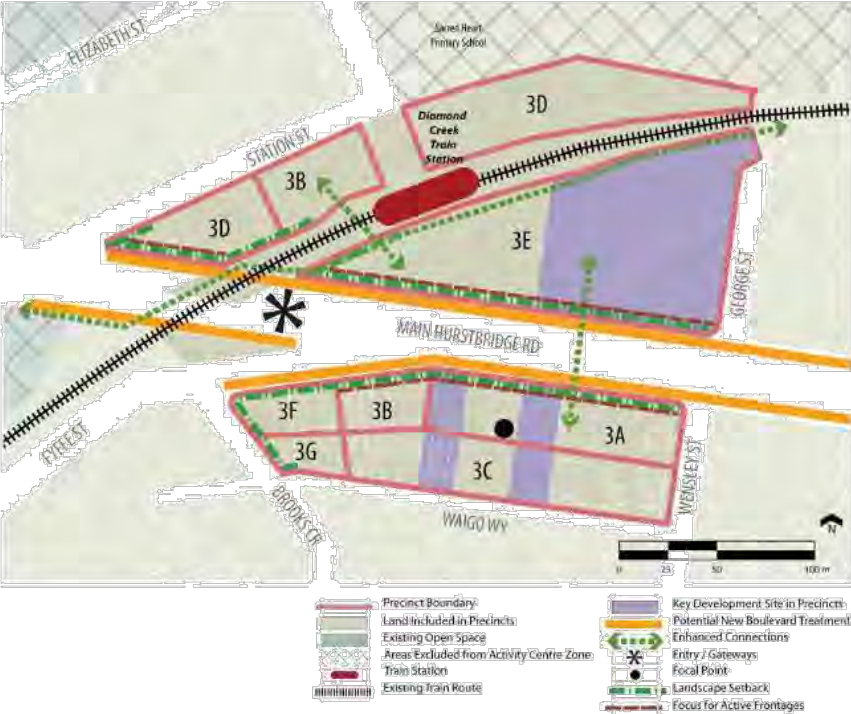 ELIZABETH ST
Sacred Heart
Primary School
3D
Diamond
Creek
Train
Station
STATION ST
3B
3D
3E
GEORGE ST
MAIN HURSTBRIDGE RD
3F
3B
3A
3G
3C
FYFFE ST
WENSLEY ST
BROOKS CR
WAIGO WY
N
0 25 50 100 m
Precinct Boundary
Land Included in Precincts
Existing Open Space
Areas Excluded from Activity Centre Zone
Train Station
Existing Train Route
Key Development Site in Precincts
Potential New Boulevard Treatment
Enhanced Connections
Entry / Gateways
Focal Point
Landscape Setback
Focus for Active Frontages